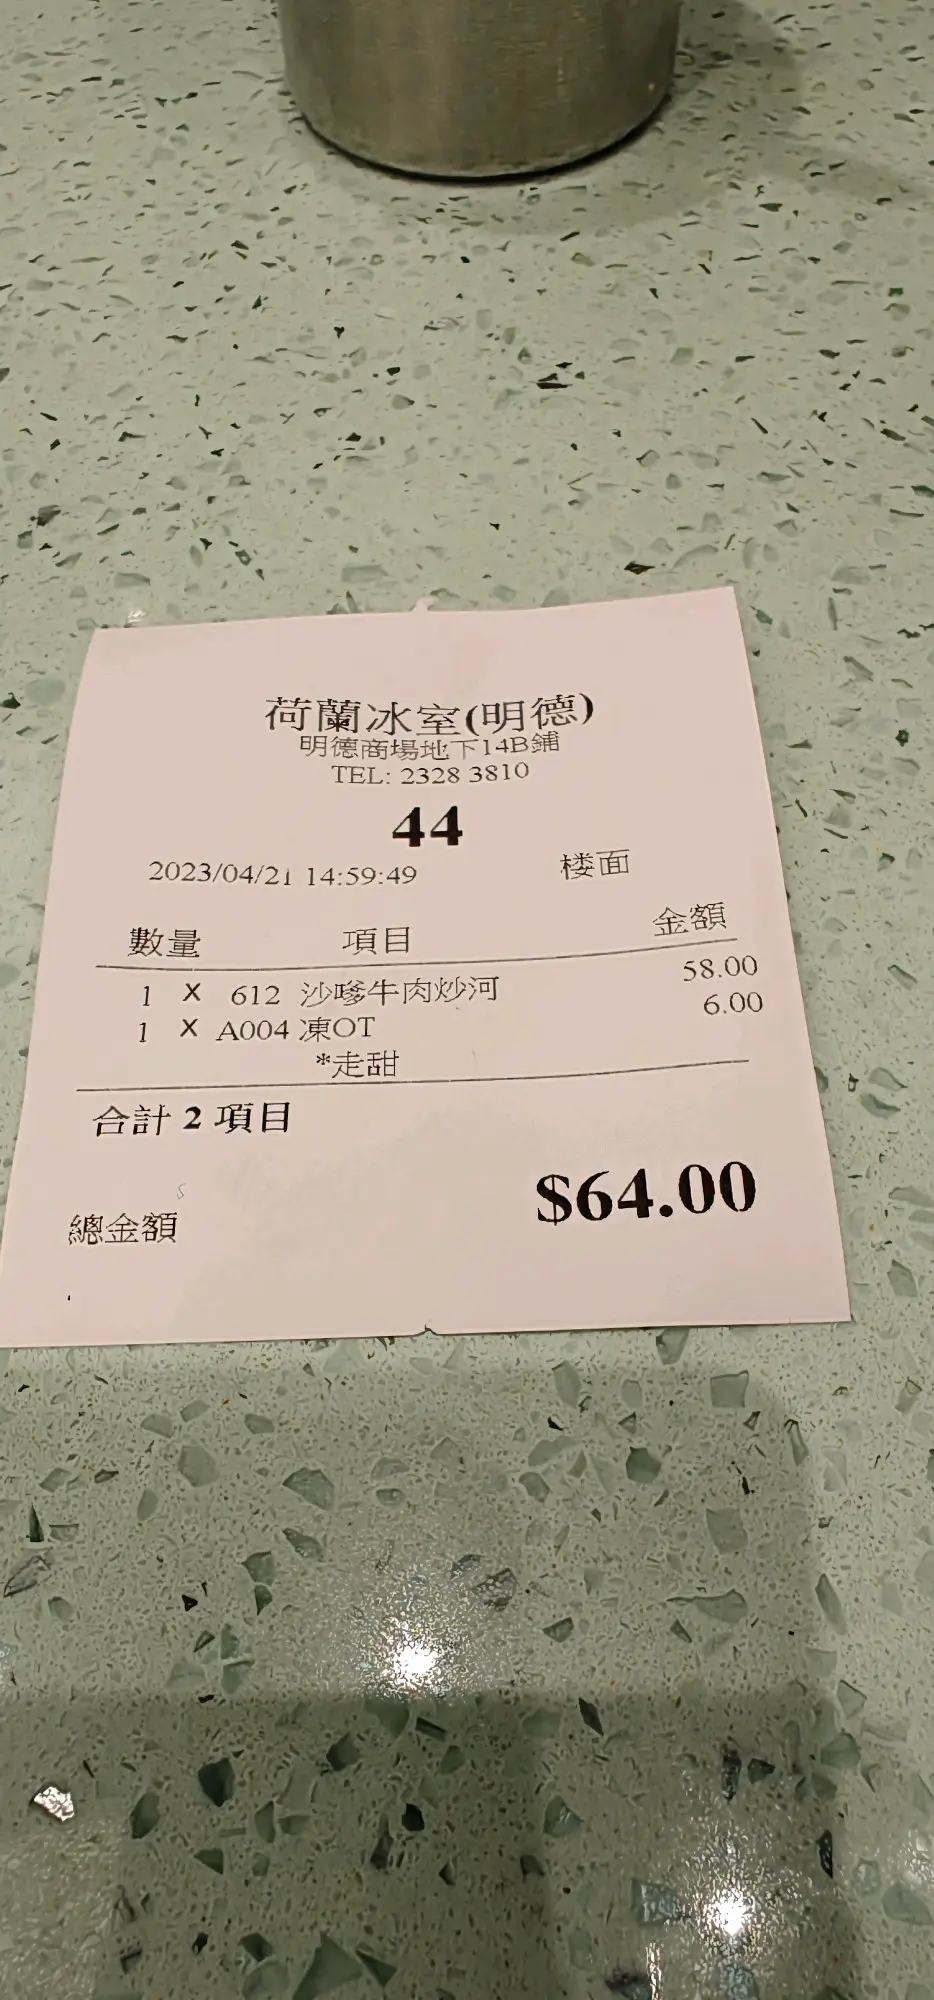 荷蘭冰室(明德)
明德商場地下14B鋪
TEL: 2328 3810
44
2023/04/21 14:59:49 楼面
數量 項目 金額
1 X 612 沙嗲牛肉炒河 58.00
1 X A004 凍OT 6.00
*走甜
合計 2 項目
總金額 $64.00